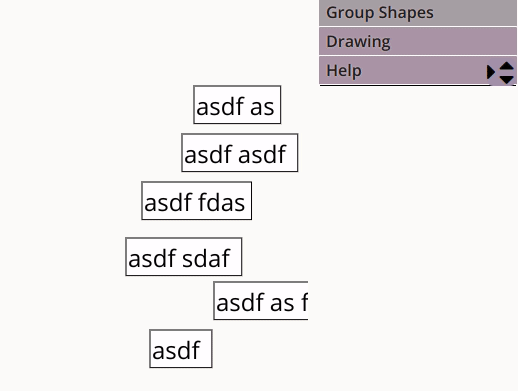 Group Shapes
Drawing
Help
asdf as
asdf asdf
asdf fdas
asdf sdaf
asdf as f
asdf